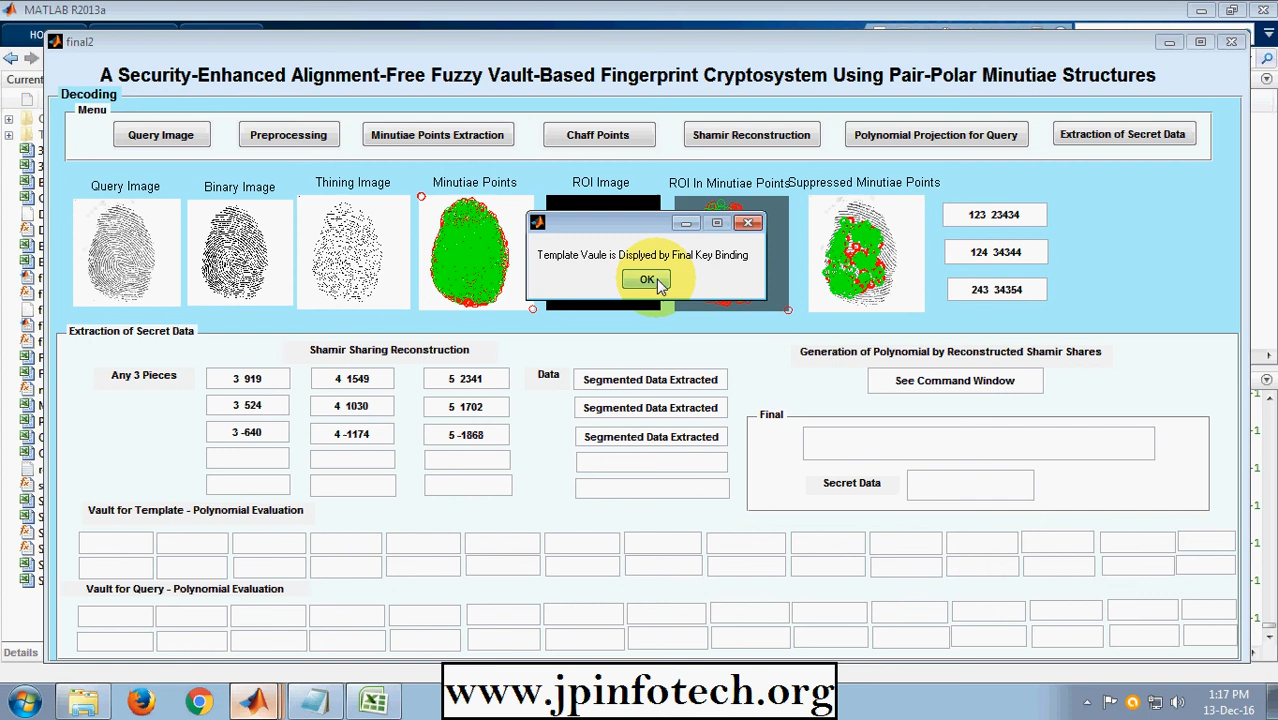 MATLAB R2013a
HO
final2
Current
A Security-Enhanced Alignment-Free Fuzzy Vault-Based Fingerprint Cryptosystem Using Pair-Polar Minutiae Structures
Decoding
Menu
Query Image
Preprocessing
Minutiae Points Extraction
Chaff Points
Shamir Reconstruction
Polynomial Projection for Query
Extraction of Secret Data
Query Image
Binary Image
Thining Image
Minutiae Points
ROI Image
ROI In Minutiae Points
Suppressed Minutiae Points
123 23434
124 34344
243 34354
Template Vaule is Displyed by Final Key Binding
OK
Extraction of Secret Data
Shamir Sharing Reconstruction
Generation of Polynomial by Reconstructed Shamir Shares
Any 3 Pieces
3 919
4 1549
5 2341
Data
Segmented Data Extracted
See Command Window
3 524
4 1030
5 1702
Segmented Data Extracted
Final
3 -640
4 -1174
5 -1868
Segmented Data Extracted
Secret Data
Vault for Template - Polynomial Evaluation
Vault for Query - Polynomial Evaluation
Details
www.jpinfotech.org
1:17 PM
13-Dec-16